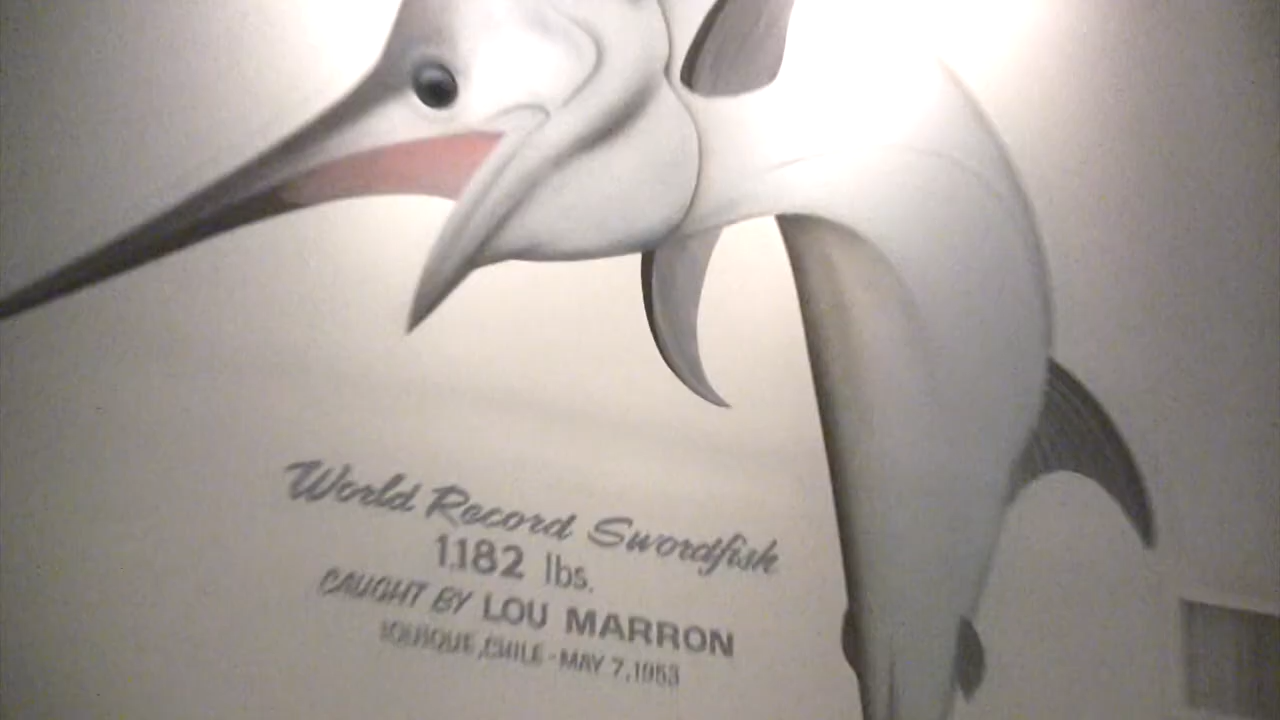 World Record Swordfish
1,182 lbs.
CAUGHT BY LOU MARRON
IQUIQUE, CHILE - MAY 7, 1953